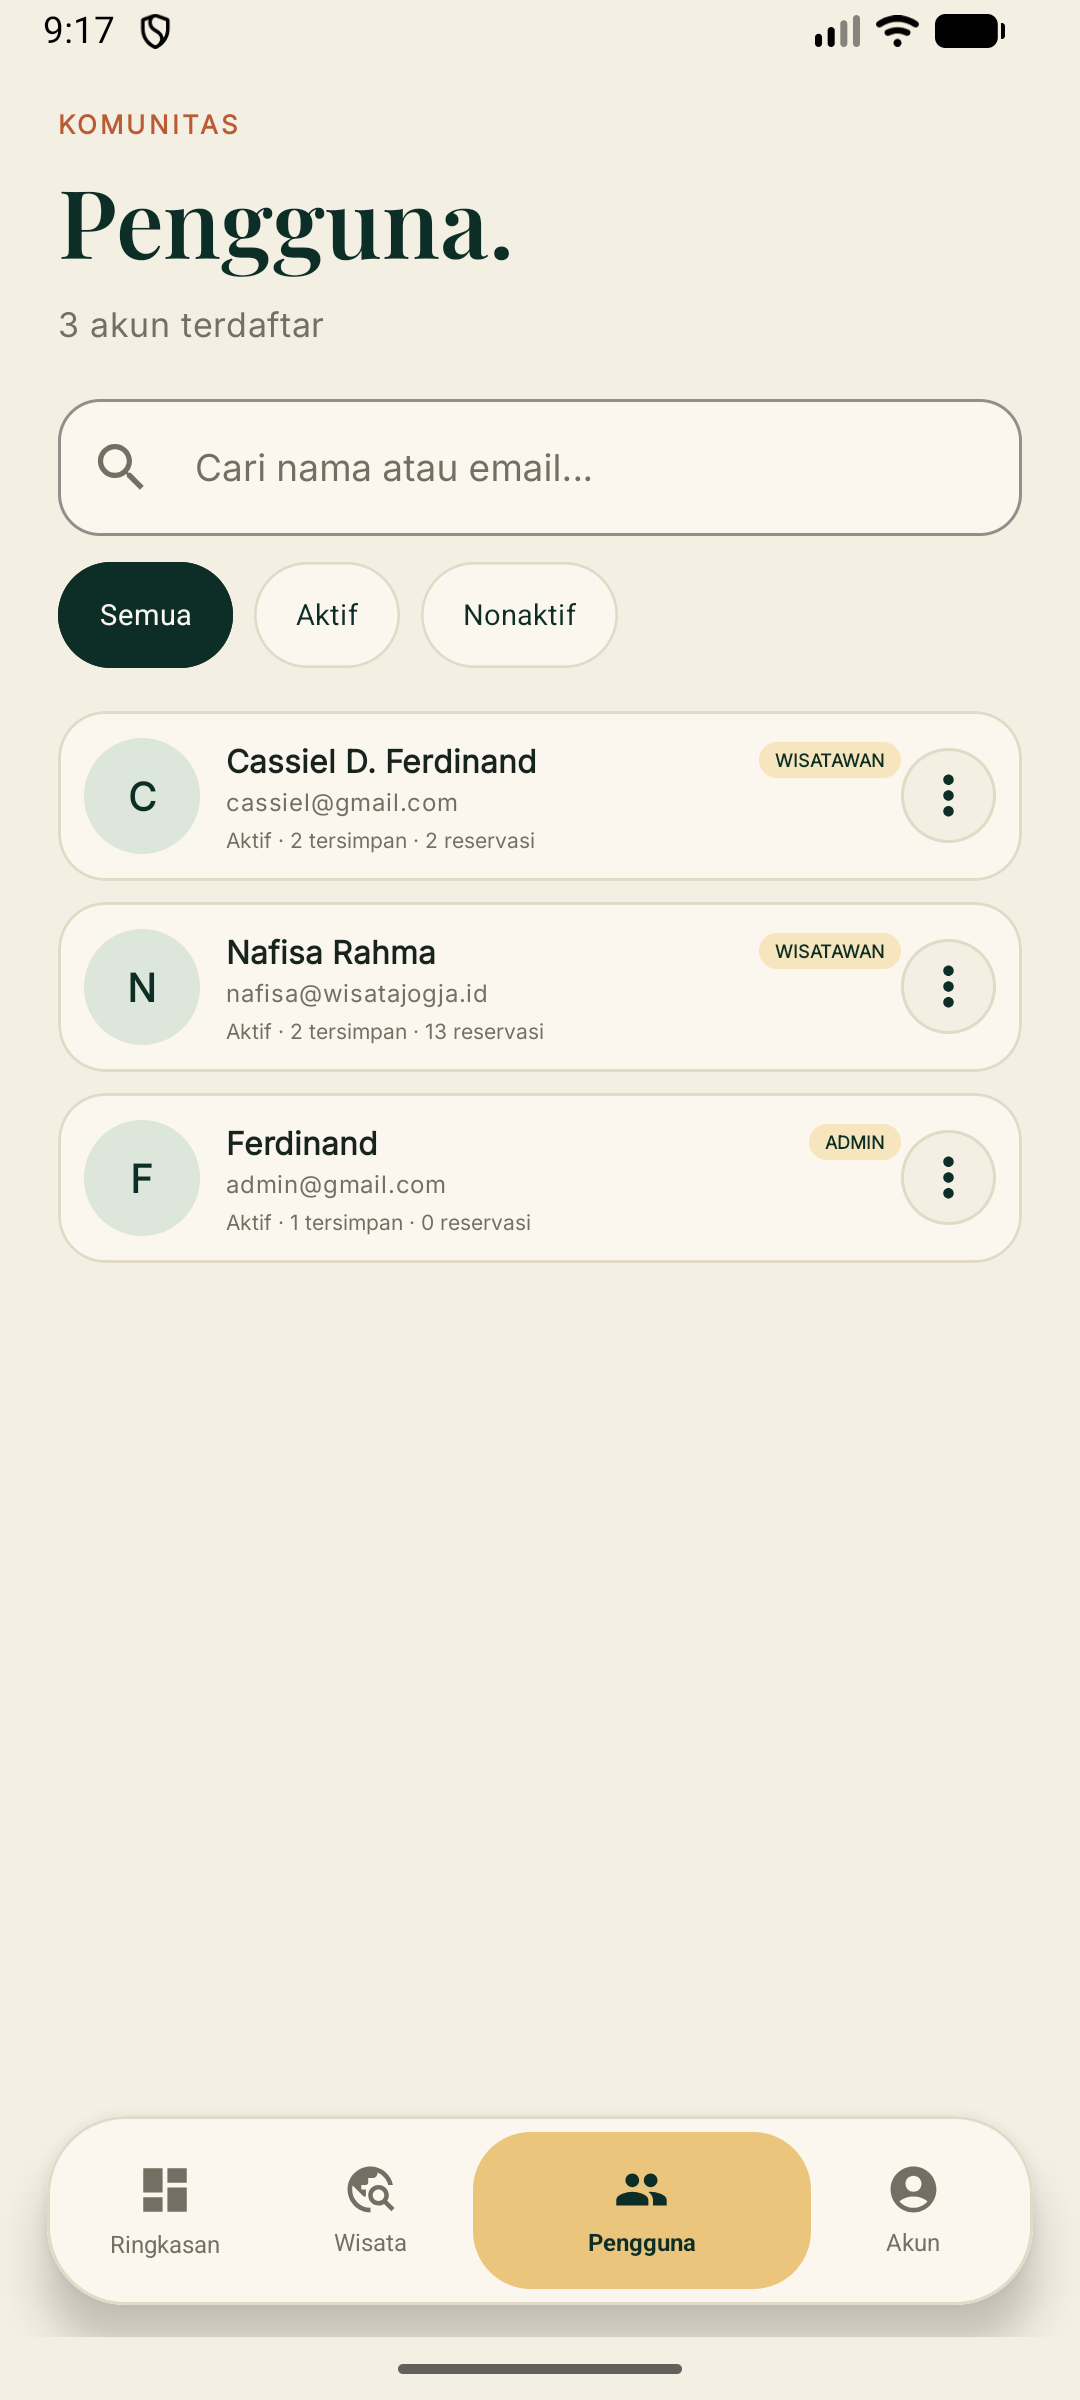 9:17
KOMUNITAS
Pengguna.
3 akun terdaftar
Cari nama atau email...
Semua
Aktif
Nonaktif
C
Cassiel D. Ferdinand
WISATAWAN
cassiel@gmail.com
Aktif · 2 tersimpan · 2 reservasi
N
Nafisa Rahma
WISATAWAN
nafisa@wisatajogja.id
Aktif · 2 tersimpan · 13 reservasi
F
Ferdinand
ADMIN
admin@gmail.com
Aktif · 1 tersimpan · 0 reservasi
Ringkasan
Wisata
Pengguna
Akun